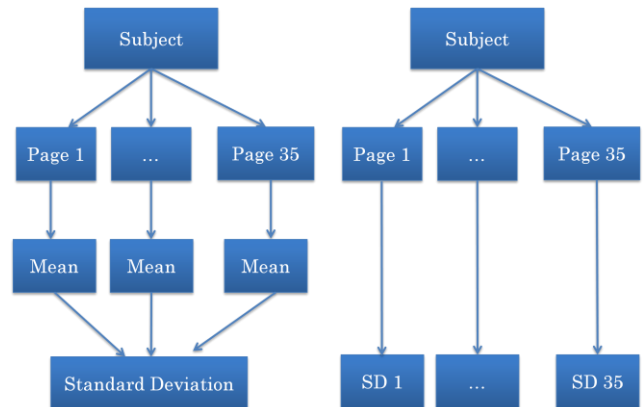 Subject
Page 1
...
Page 35
Mean
Mean
Mean
Standard Deviation
Subject
Page 1
...
Page 35
SD 1
...
SD 35